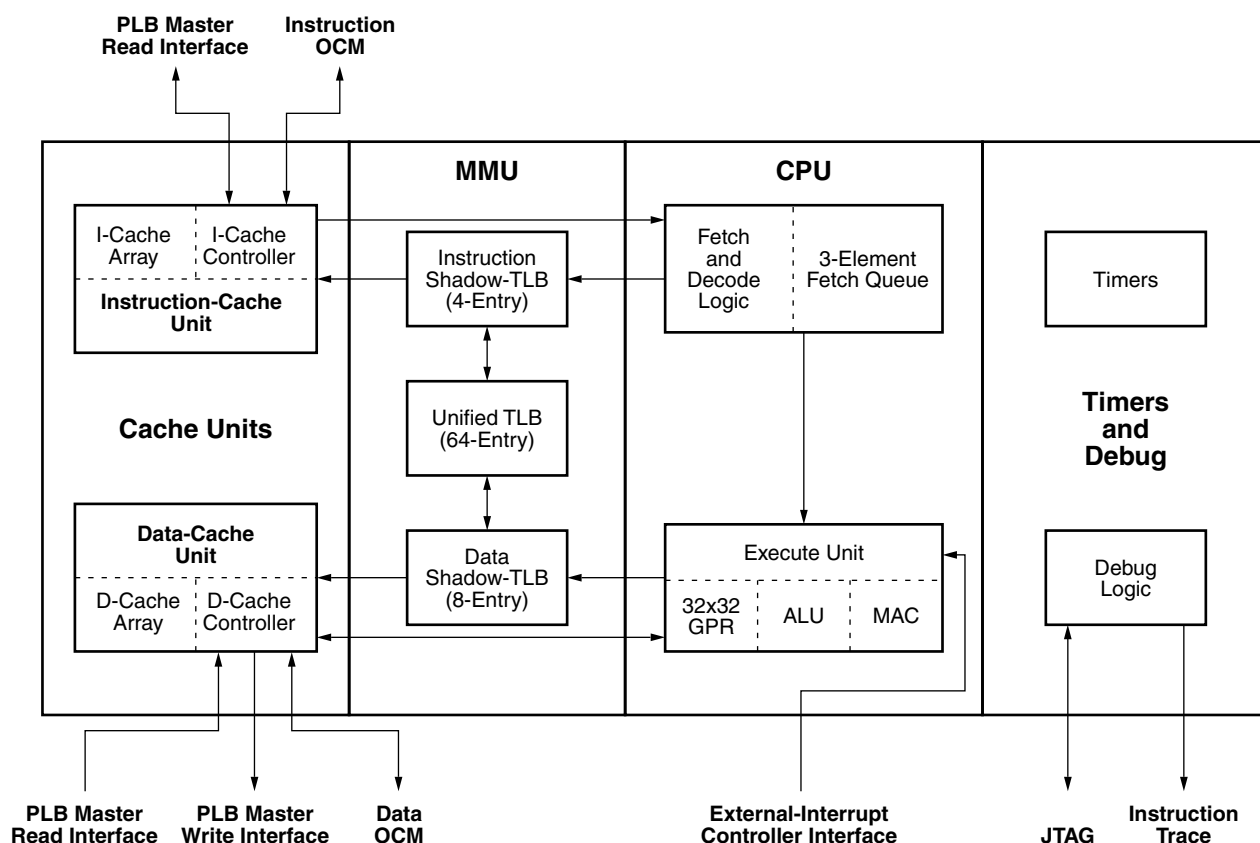 PLB Master
Read Interface
Instruction
OCM
MMU
CPU
I-Cache
Array
I-Cache
Controller
Instruction-Cache
Unit
Instruction
Shadow-TLB
(4-Entry)
Fetch
and
Decode
Logic
3-Element
Fetch Queue
Timers
Cache Units
Unified TLB
(64-Entry)
Timers
and
Debug
Data-Cache
Unit
D-Cache
Array
D-Cache
Controller
Data
Shadow-TLB
(8-Entry)
Execute Unit
32x32
GPR
ALU
MAC
Debug
Logic
PLB Master
Read Interface
PLB Master
Write Interface
Data
OCM
External-Interrupt
Controller Interface
JTAG
Instruction
Trace